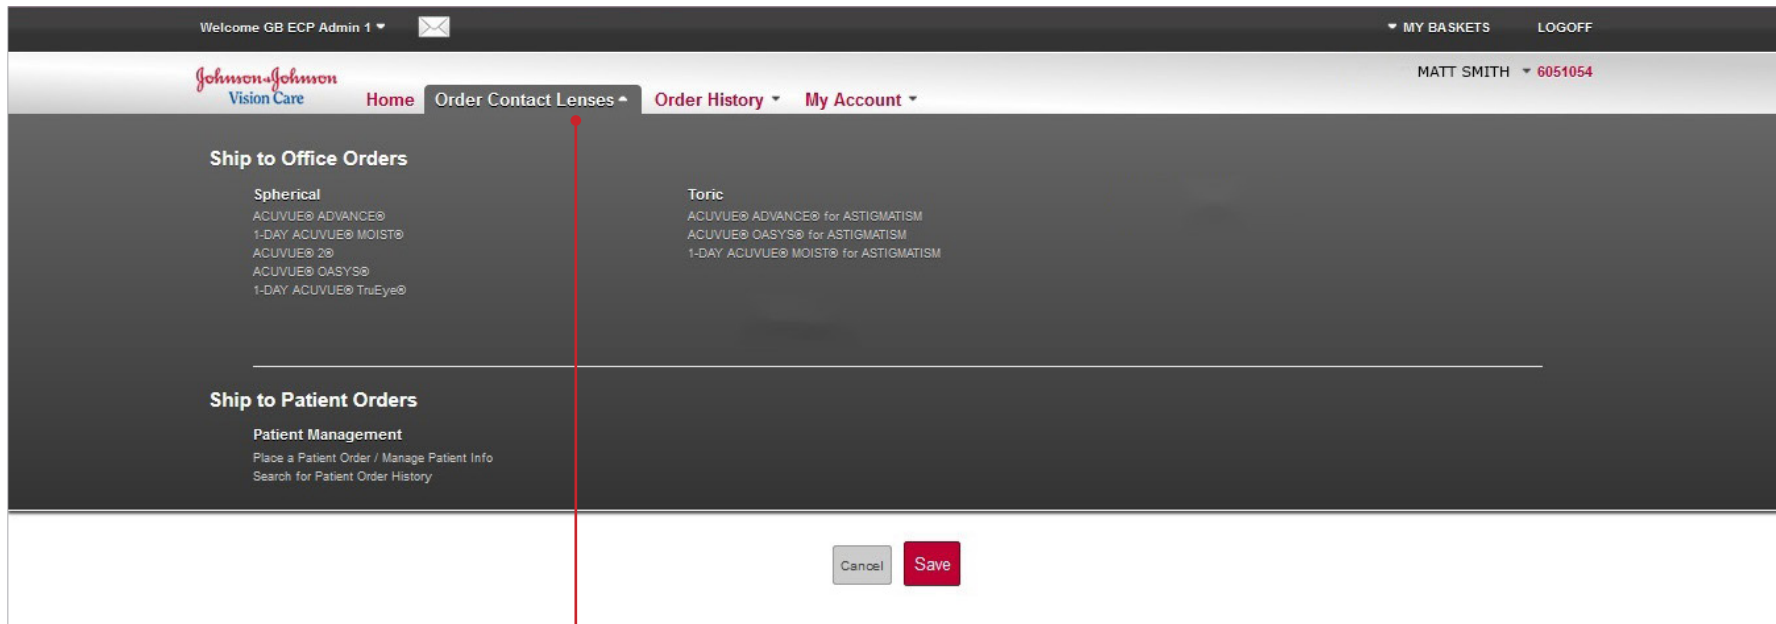 Welcome GB ECP Admin 1
MY BASKETS
LOGOFF
Johnson & Johnson
Vision Care
MATT SMITH
6051054
Home
Order Contact Lenses
Order History
My Account
Ship to Office Orders
Spherical
ACUVUE® ADVANCE®
1-DAY ACUVUE® MOIST®
ACUVUE® 2®
ACUVUE® OASYS®
1-DAY ACUVUE® TruEye®
Toric
ACUVUE® ADVANCE® for ASTIGMATISM
ACUVUE® OASYS® for ASTIGMATISM
1-DAY ACUVUE® MOIST® for ASTIGMATISM
Ship to Patient Orders
Patient Management
Place a Patient Order / Manage Patient Info
Search for Patient Order History
Cancel
Save